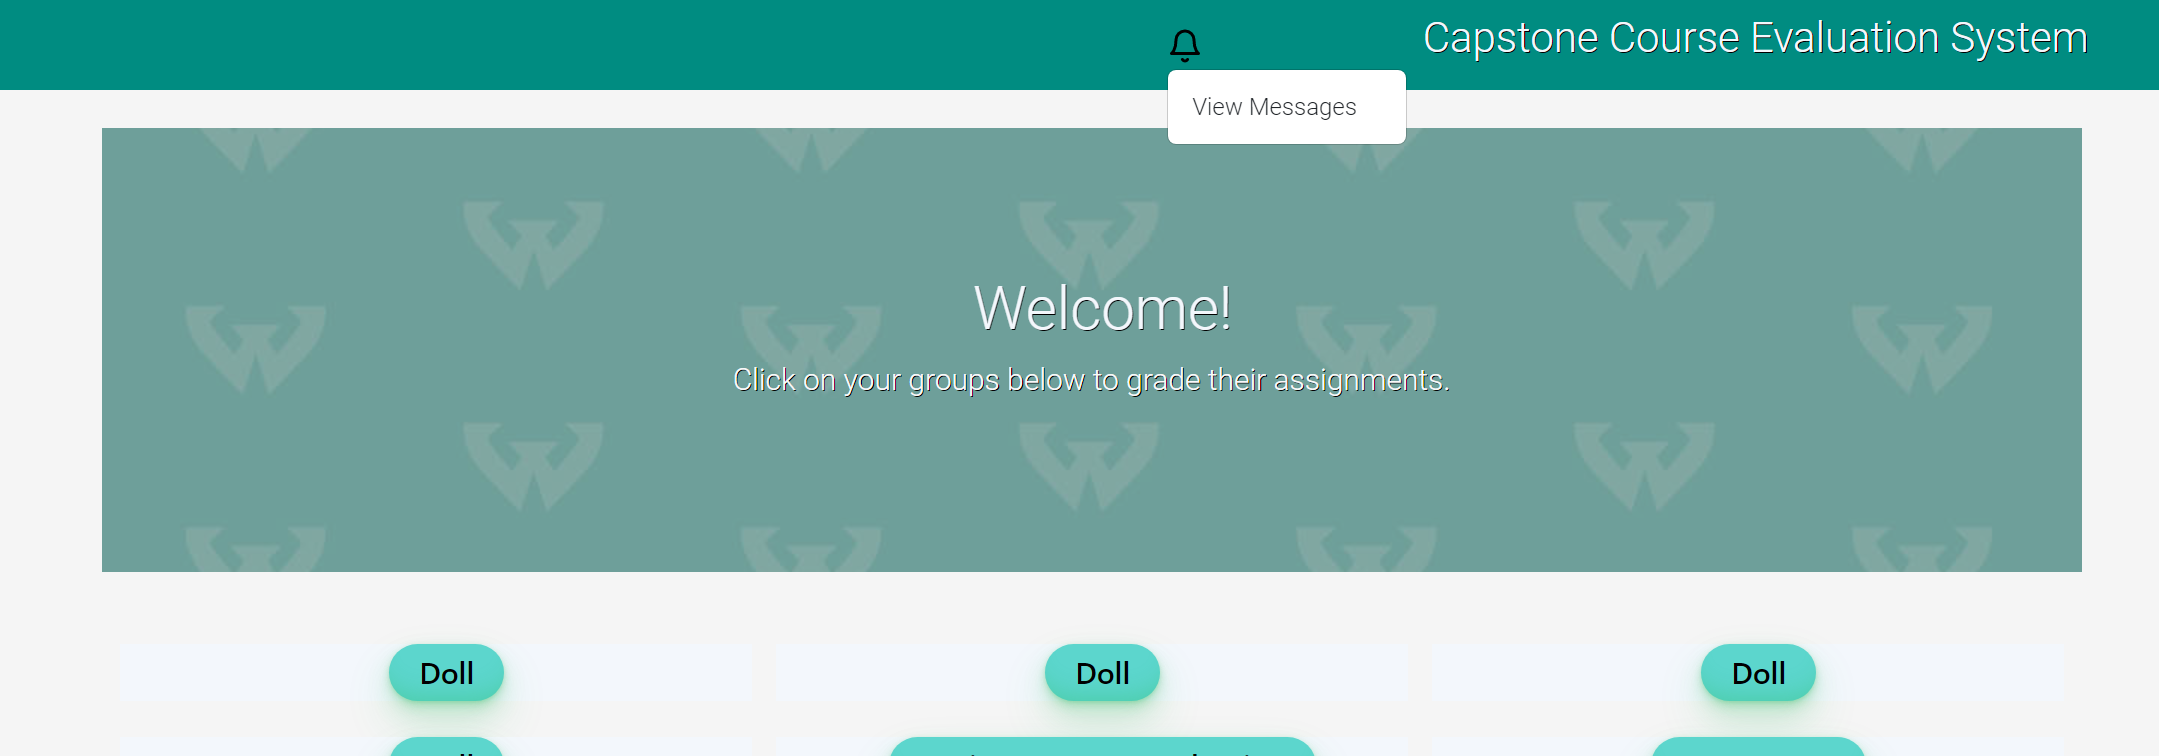 Capstone Course Evaluation System
View Messages
Welcome!
Click on your groups below to grade their assignments.
Doll
Doll
Doll